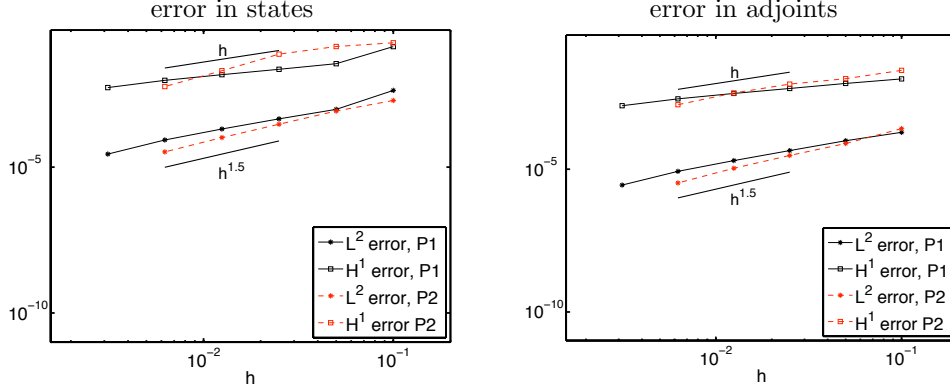 error in states
h
h^1.5
10^-5
10^-10
L^2 error, P1
H^1 error, P1
L^2 error, P2
H^1 error P2
10^-2
10^-1
h
error in adjoints
h
h^1.5
10^-5
10^-10
L^2 error, P1
H^1 error, P1
L^2 error, P2
H^1 error P2
10^-2
10^-1
h